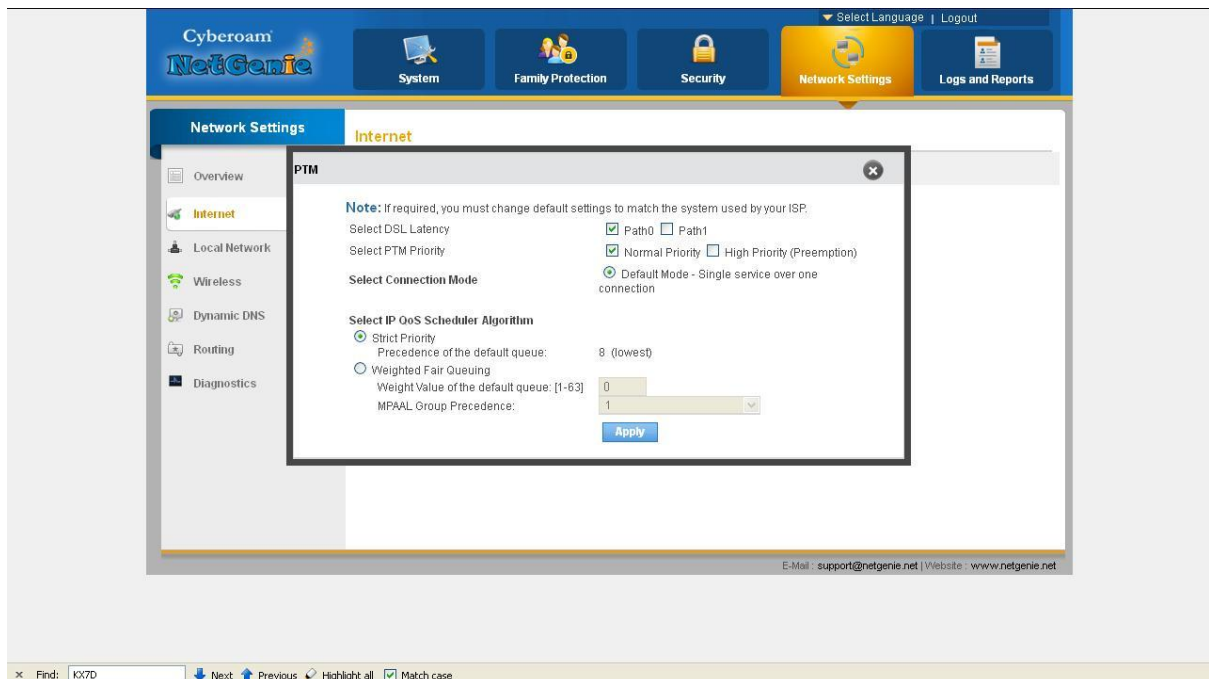 Select Language | Logout
Cyberoam
NetGenie
System
Family Protection
Security
Network Settings
Logs and Reports
Network Settings
Internet
Overview
Internet
Local Network
Wireless
Dynamic DNS
Routing
Diagnostics
PTM
Note: If required, you must change default settings to match the system used by your ISP.
Select DSL Latency Path0 Path1
Select PTM Priority Normal Priority High Priority (Preemption)
Select Connection Mode Default Mode - Single service over one
connection
Select IP QoS Scheduler Algorithm
Strict Priority
Precedence of the default queue: 8 (lowest)
Weighted Fair Queuing
Weight Value of the default queue: [1-63] 0
MPAAL Group Precedence: 1
Apply
E-Mail : support@netgenie.net | Website : www.netgenie.net
x Find: KX7D Next Previous Highlight all Match case